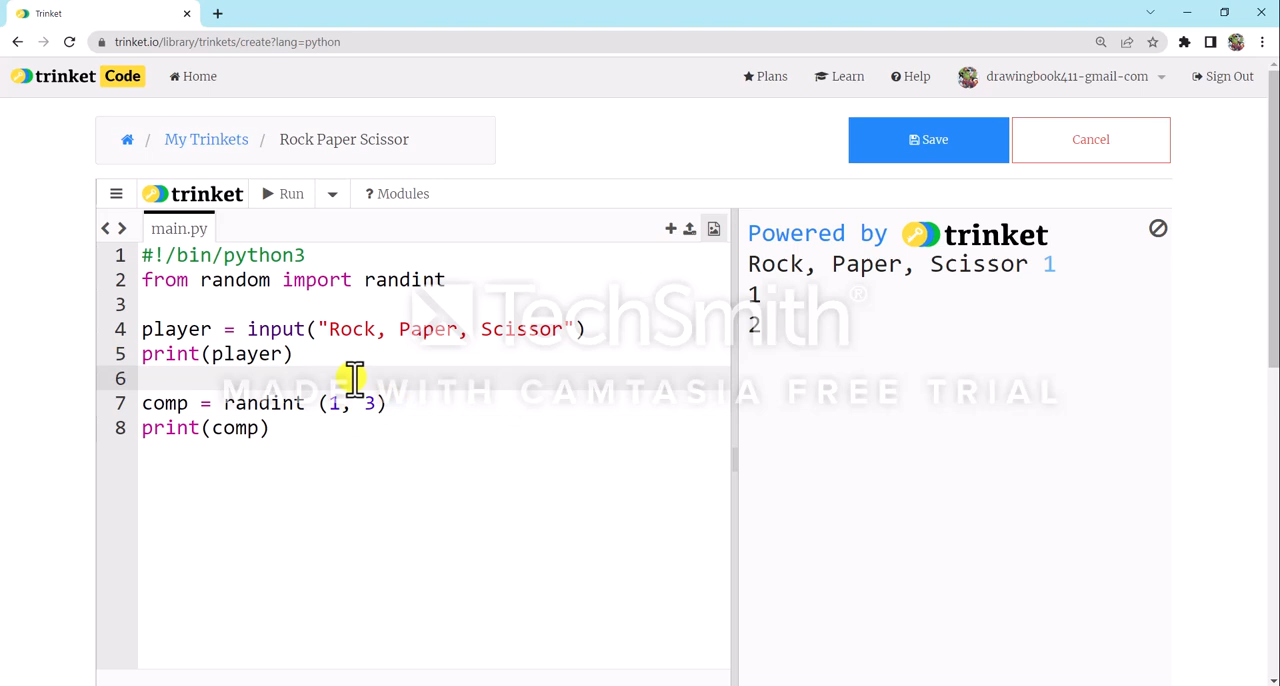 Trinket
trinket.io/library/trinkets/create?lang=python
trinket Code Home Plans Learn Help drawingbook411-gmail-com Sign Out
/ My Trinkets / Rock Paper Scissor Save Cancel
trinket Run ? Modules
main.py
1 #!/bin/python3
2 from random import randint
3
4 player = input("Rock, Paper, Scissor")
5 print(player)
6
7 comp = randint (1, 3)
8 print(comp)
Powered by trinket
Rock, Paper, Scissor 1
1
2
TechSmith®
MADE WITH CAMTASIA FREE TRIAL